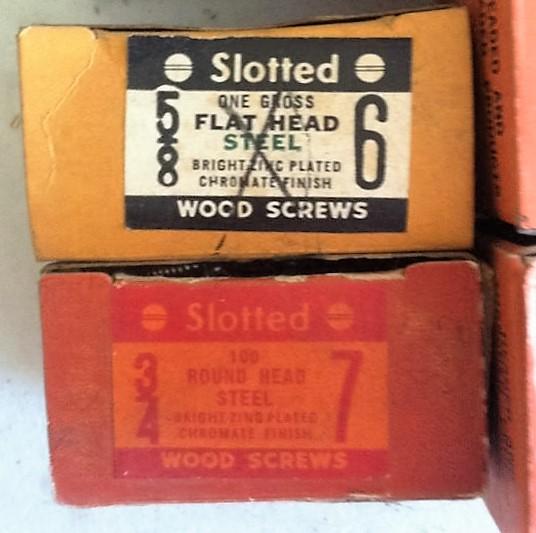 Slotted
5/8
ONE GROSS
FLAT HEAD
STEEL
BRIGHT ZINC PLATED
CHROMATE FINISH
6
WOOD SCREWS
Slotted
3/4
100
ROUND HEAD
STEEL
BRIGHT ZINC PLATED
CHROMATE FINISH
7
WOOD SCREWS